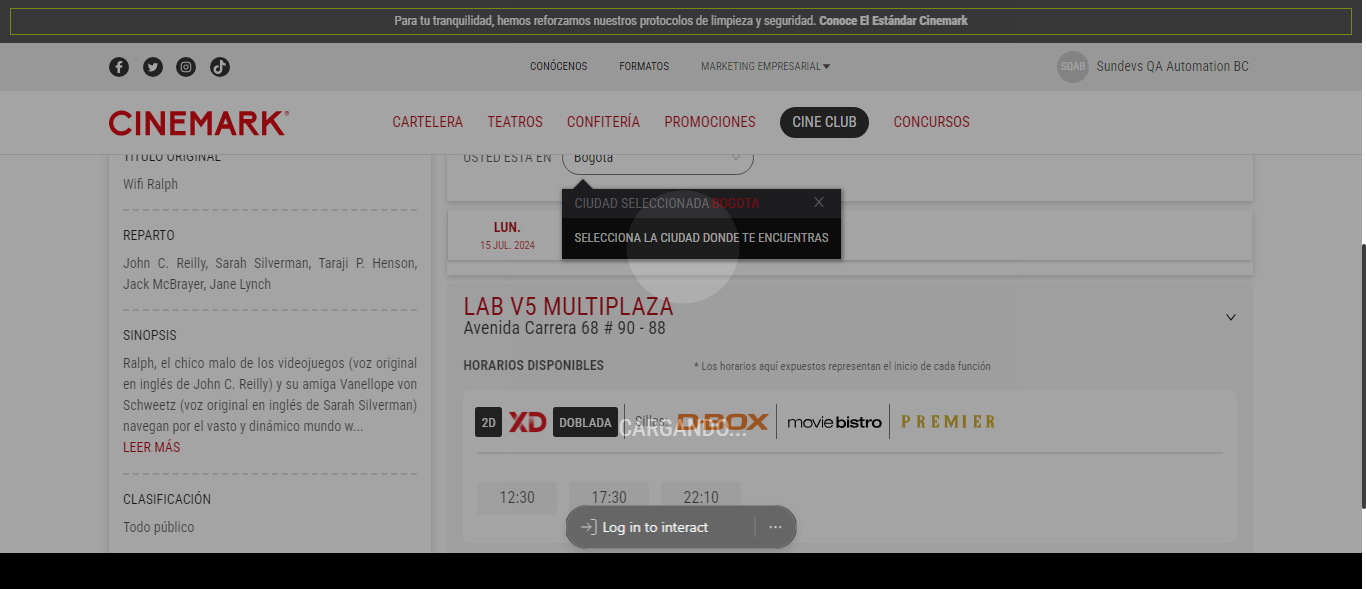 Para tu tranquilidad, hemos reforzamos nuestros protocolos de limpieza y seguridad. Conoce El Estándar Cinemark
CONÓCENOS FORMATOS MARKETING EMPRESARIAL SQAB Sundevs QA Automation BC
CINEMARK CARTELERA TEATROS CONFITERÍA PROMOCIONES CINE CLUB CONCURSOS
TITULO ORIGINAL
Wifi Ralph
REPARTO
John C. Reilly, Sarah Silverman, Taraji P. Henson,
Jack McBrayer, Jane Lynch
SINOPSIS
Ralph, el chico malo de los videojuegos (voz original
en inglés de John C. Reilly) y su amiga Vanellope von
Schweetz (voz original en inglés de Sarah Silverman)
navegan por el vasto y dinámico mundo w...
LEER MÁS
CLASIFICACIÓN
Todo público
USTED ESTÁ EN Bogotá
CIUDAD SELECCIONADA BOGOTA
SELECCIONA LA CIUDAD DONDE TE ENCUENTRAS
LUN.
15 JUL. 2024
LAB V5 MULTIPLAZA
Avenida Carrera 68 # 90 - 88
HORARIOS DISPONIBLES * Los horarios aquí expuestos representan el inicio de cada función
2D XD DOBLADA Sillas: D-BOX movie bistro PREMIER
CARGANDO...
12:30 17:30 22:10
Log in to interact